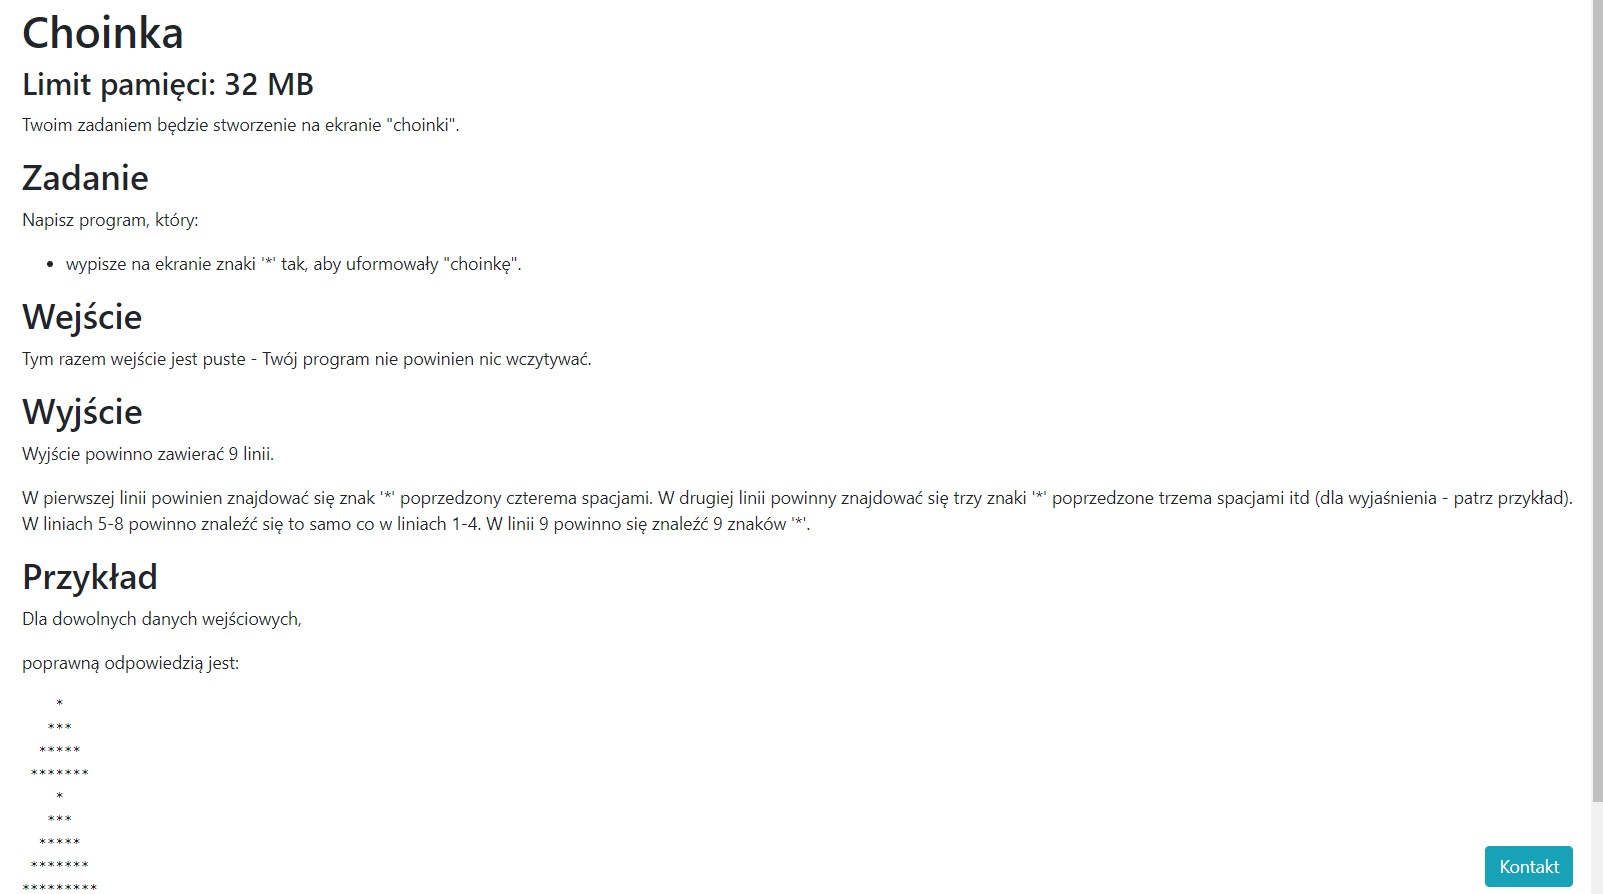 Choinka
Limit pamięci: 32 MB
Twoim zadaniem będzie stworzenie na ekranie "choinki".
Zadanie
Napisz program, który:
• wypisze na ekranie znaki '*' tak, aby uformowały "choinkę".
Wejście
Tym razem wejście jest puste - Twój program nie powinien nic wczytywać.
Wyjście
Wyjście powinno zawierać 9 linii.
W pierwszej linii powinien znajdować się znak '*' poprzedzony czterema spacjami. W drugiej linii powinny znajdować się trzy znaki '*' poprzedzone trzema spacjami itd (dla wyjaśnienia - patrz przykład).
W liniach 5-8 powinno znaleźć się to samo co w liniach 1-4. W linii 9 powinno się znaleźć 9 znaków '*'.
Przykład
Dla dowolnych danych wejściowych,
poprawną odpowiedzią jest:
    *
   ***
  *****
 *******
    *
   ***
  *****
 *******
*********
Kontakt